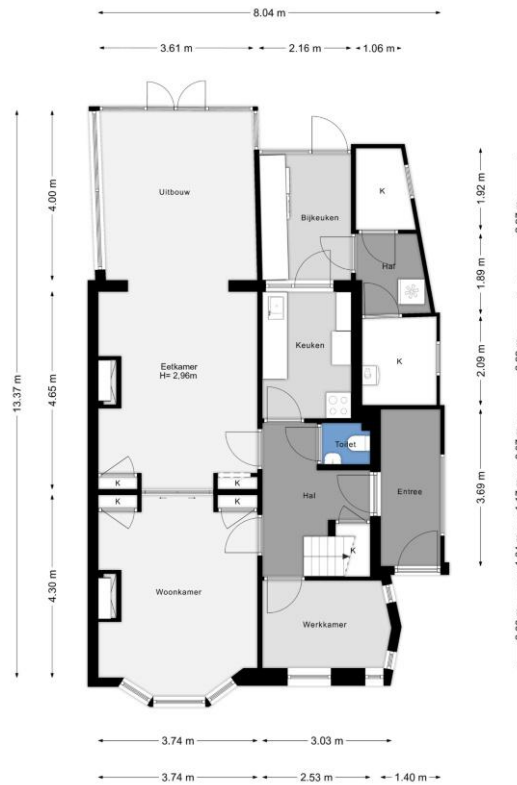 8.04 m
3.61 m
2.16 m
1.06 m
13.37 m
4.00 m
4.65 m
4.30 m
Uitbouw
Bijkeuken
K
Hal
Keuken
K
Eetkamer
H= 2,96m
Toilet
K
K
K
K
Hal
Entree
K
Woonkamer
Werkkamer
1.92 m
1.89 m
2.09 m
3.69 m
3.74 m
3.03 m
3.74 m
2.53 m
1.40 m